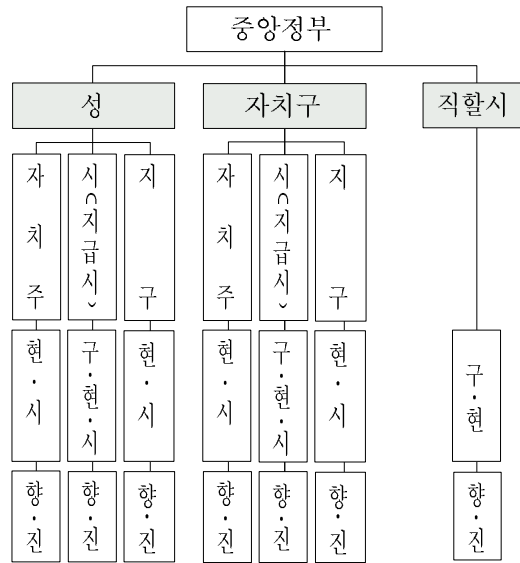 중앙정부
성 자치구 직할시
자치주 시(지급시) 지구 자치주 시(지급시) 지구
현·시 구·현·시 현·시 현·시 구·현·시 현·시 구·현
향·진 향·진 향·진 향·진 향·진 향·진 향·진